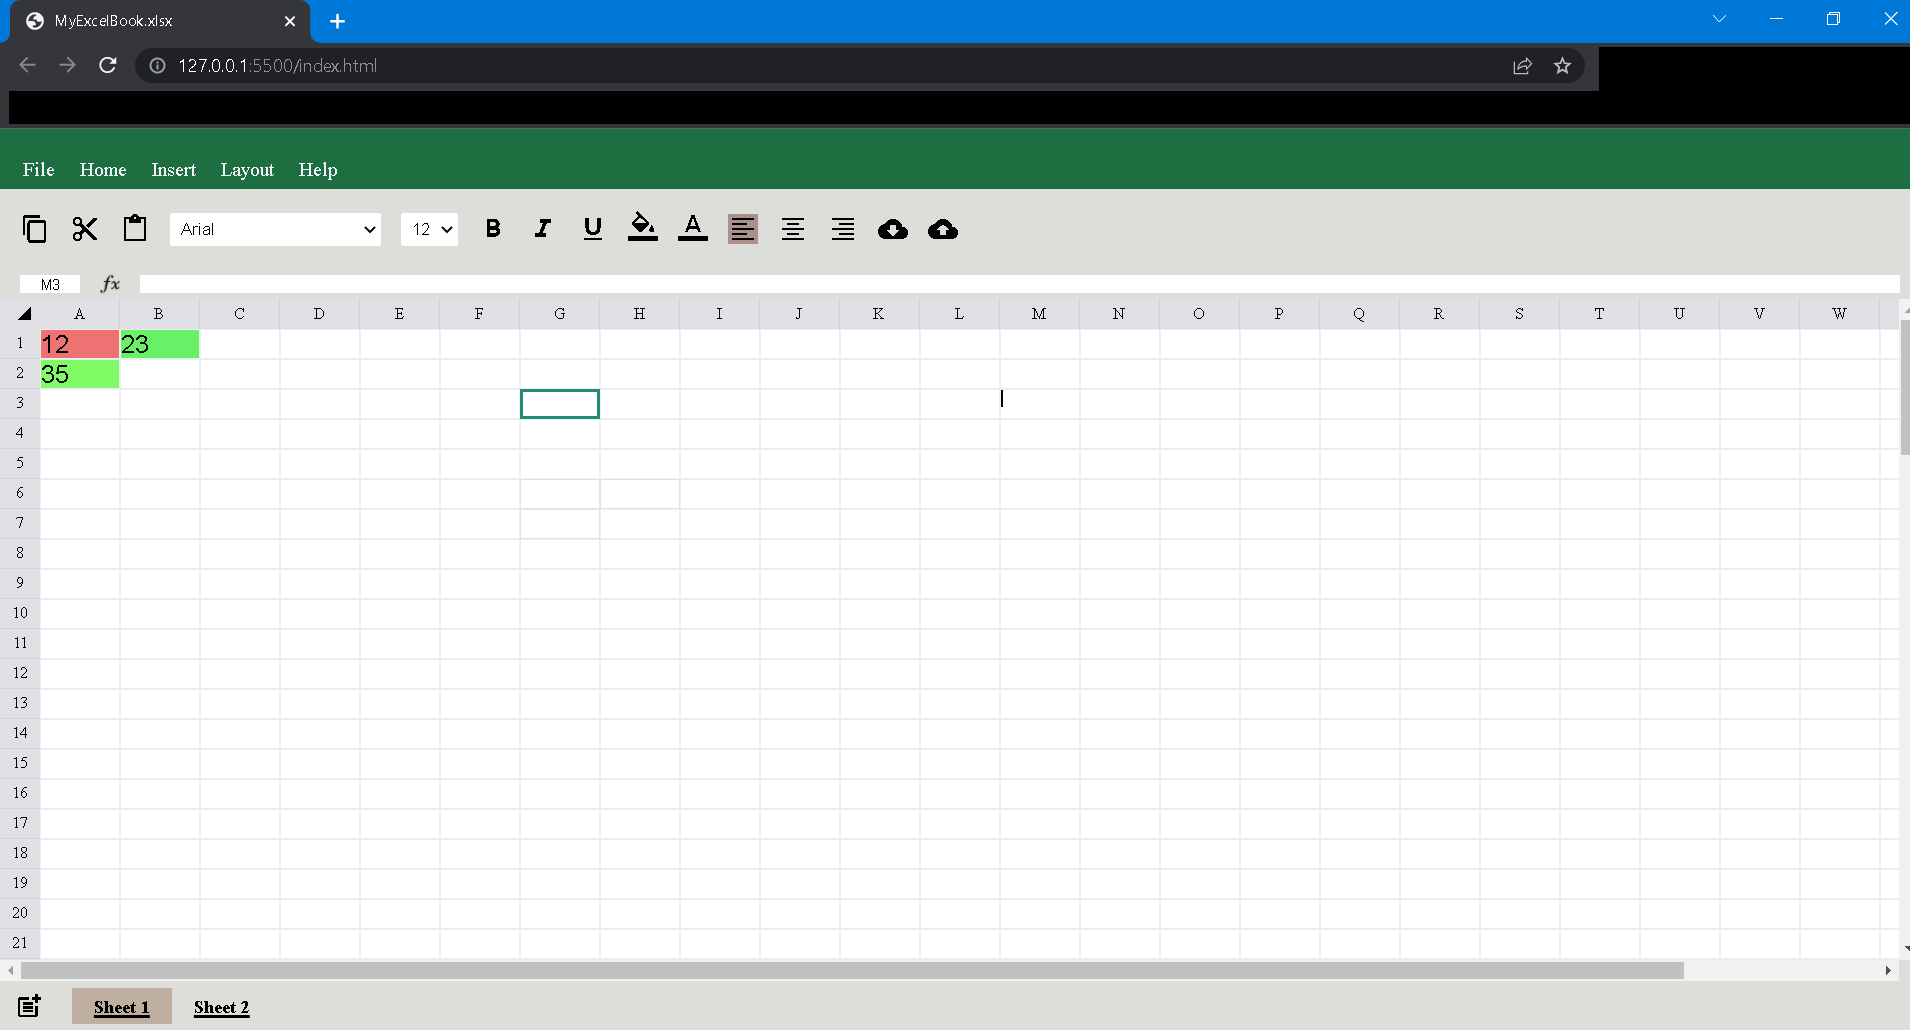 MyExcelBook.xlsx
127.0.0.1:5500/index.html
File Home Insert Layout Help
Arial 12 B I U A
M3 fx
A B C D E F G H I J K L M N O P Q R S T U V W
1 12 23
2 35
3
4
5
6
7
8
9
10
11
12
13
14
15
16
17
18
19
20
21
Sheet 1 Sheet 2